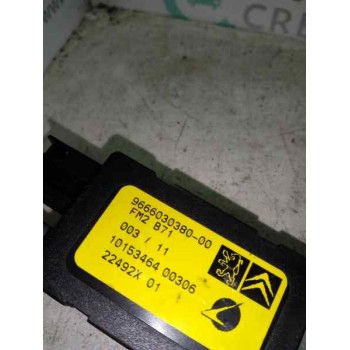 CRE
9666030380-00
FM2 B71
003 / 11
10153464 00306
22492X 01